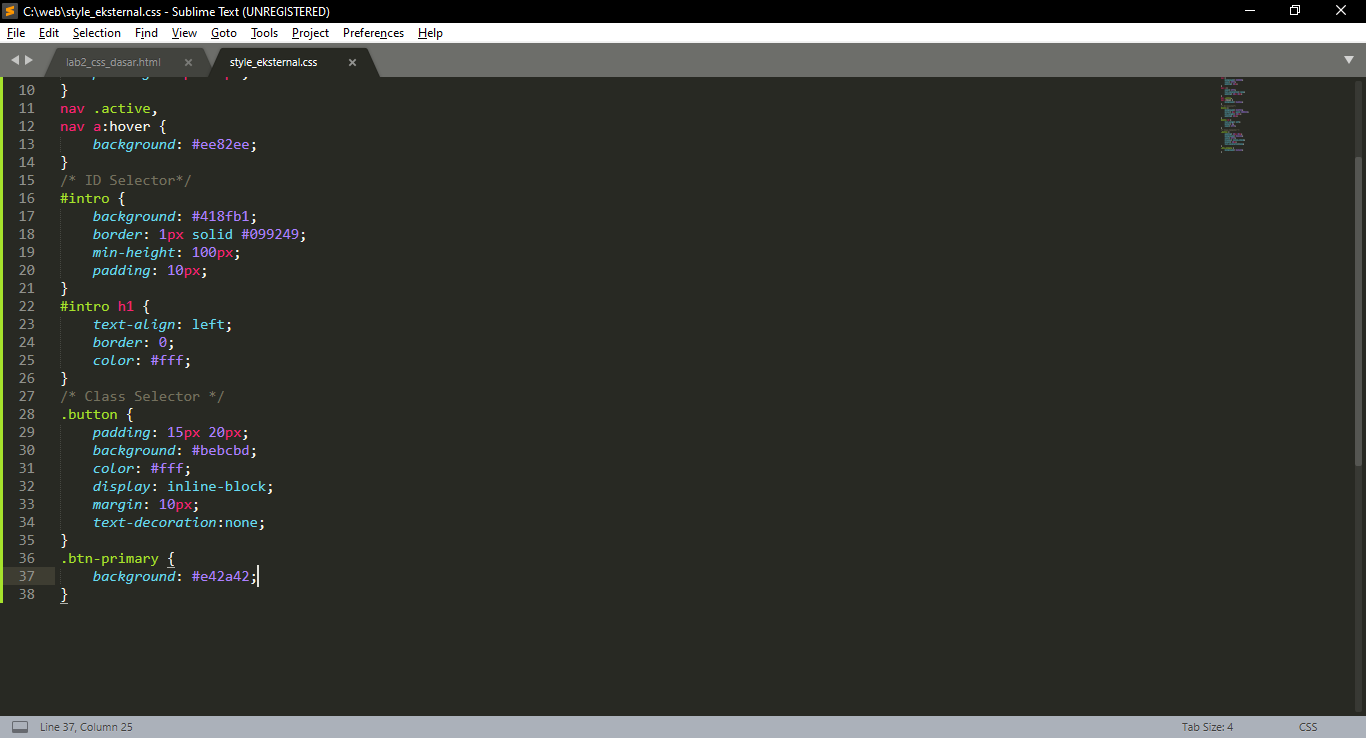 C:\web\style_eksternal.css - Sublime Text (UNREGISTERED)
File Edit Selection Find View Goto Tools Project Preferences Help
lab2_css_dasar.html × style_eksternal.css ×
10 }
11 nav .active,
12 nav a:hover {
13 background: #ee82ee;
14 }
15 /* ID Selector*/
16 #intro {
17 background: #418fb1;
18 border: 1px solid #099249;
19 min-height: 100px;
20 padding: 10px;
21 }
22 #intro h1 {
23 text-align: left;
24 border: 0;
25 color: #fff;
26 }
27 /* Class Selector */
28 .button {
29 padding: 15px 20px;
30 background: #bebcbd;
31 color: #fff;
32 display: inline-block;
33 margin: 10px;
34 text-decoration:none;
35 }
36 .btn-primary {
37 background: #e42a42;
38 }
Line 37, Column 25 Tab Size: 4 CSS